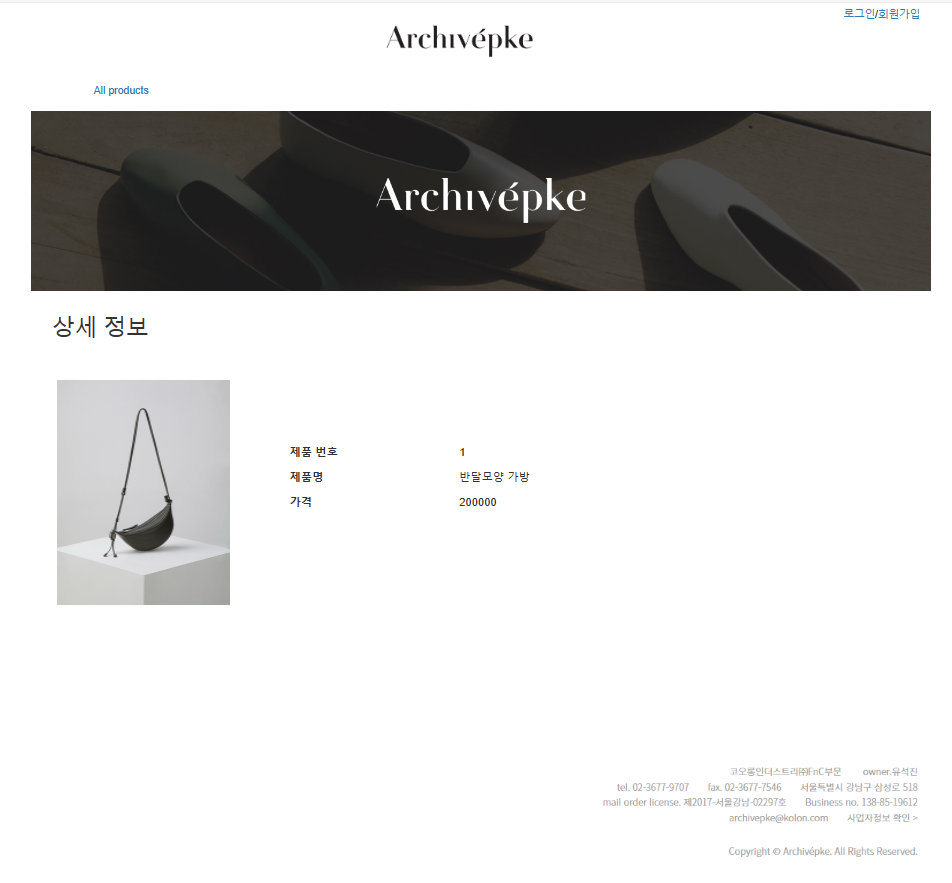 로그인/회원가입
Archivépke
All products
Archivépke
상세 정보
제품 번호 1
제품명 반달모양 가방
가격 200000
코오롱인더스트리㈜FnC부문 owner.유석진
tel. 02-3677-9707 fax. 02-3677-7546 서울특별시 강남구 삼성로 518
mail order license. 제2017-서울강남-02297호 Business no. 138-85-19612
archivepke@kolon.com 사업자정보 확인 >
Copyright © Archivépke. All Rights Reserved.